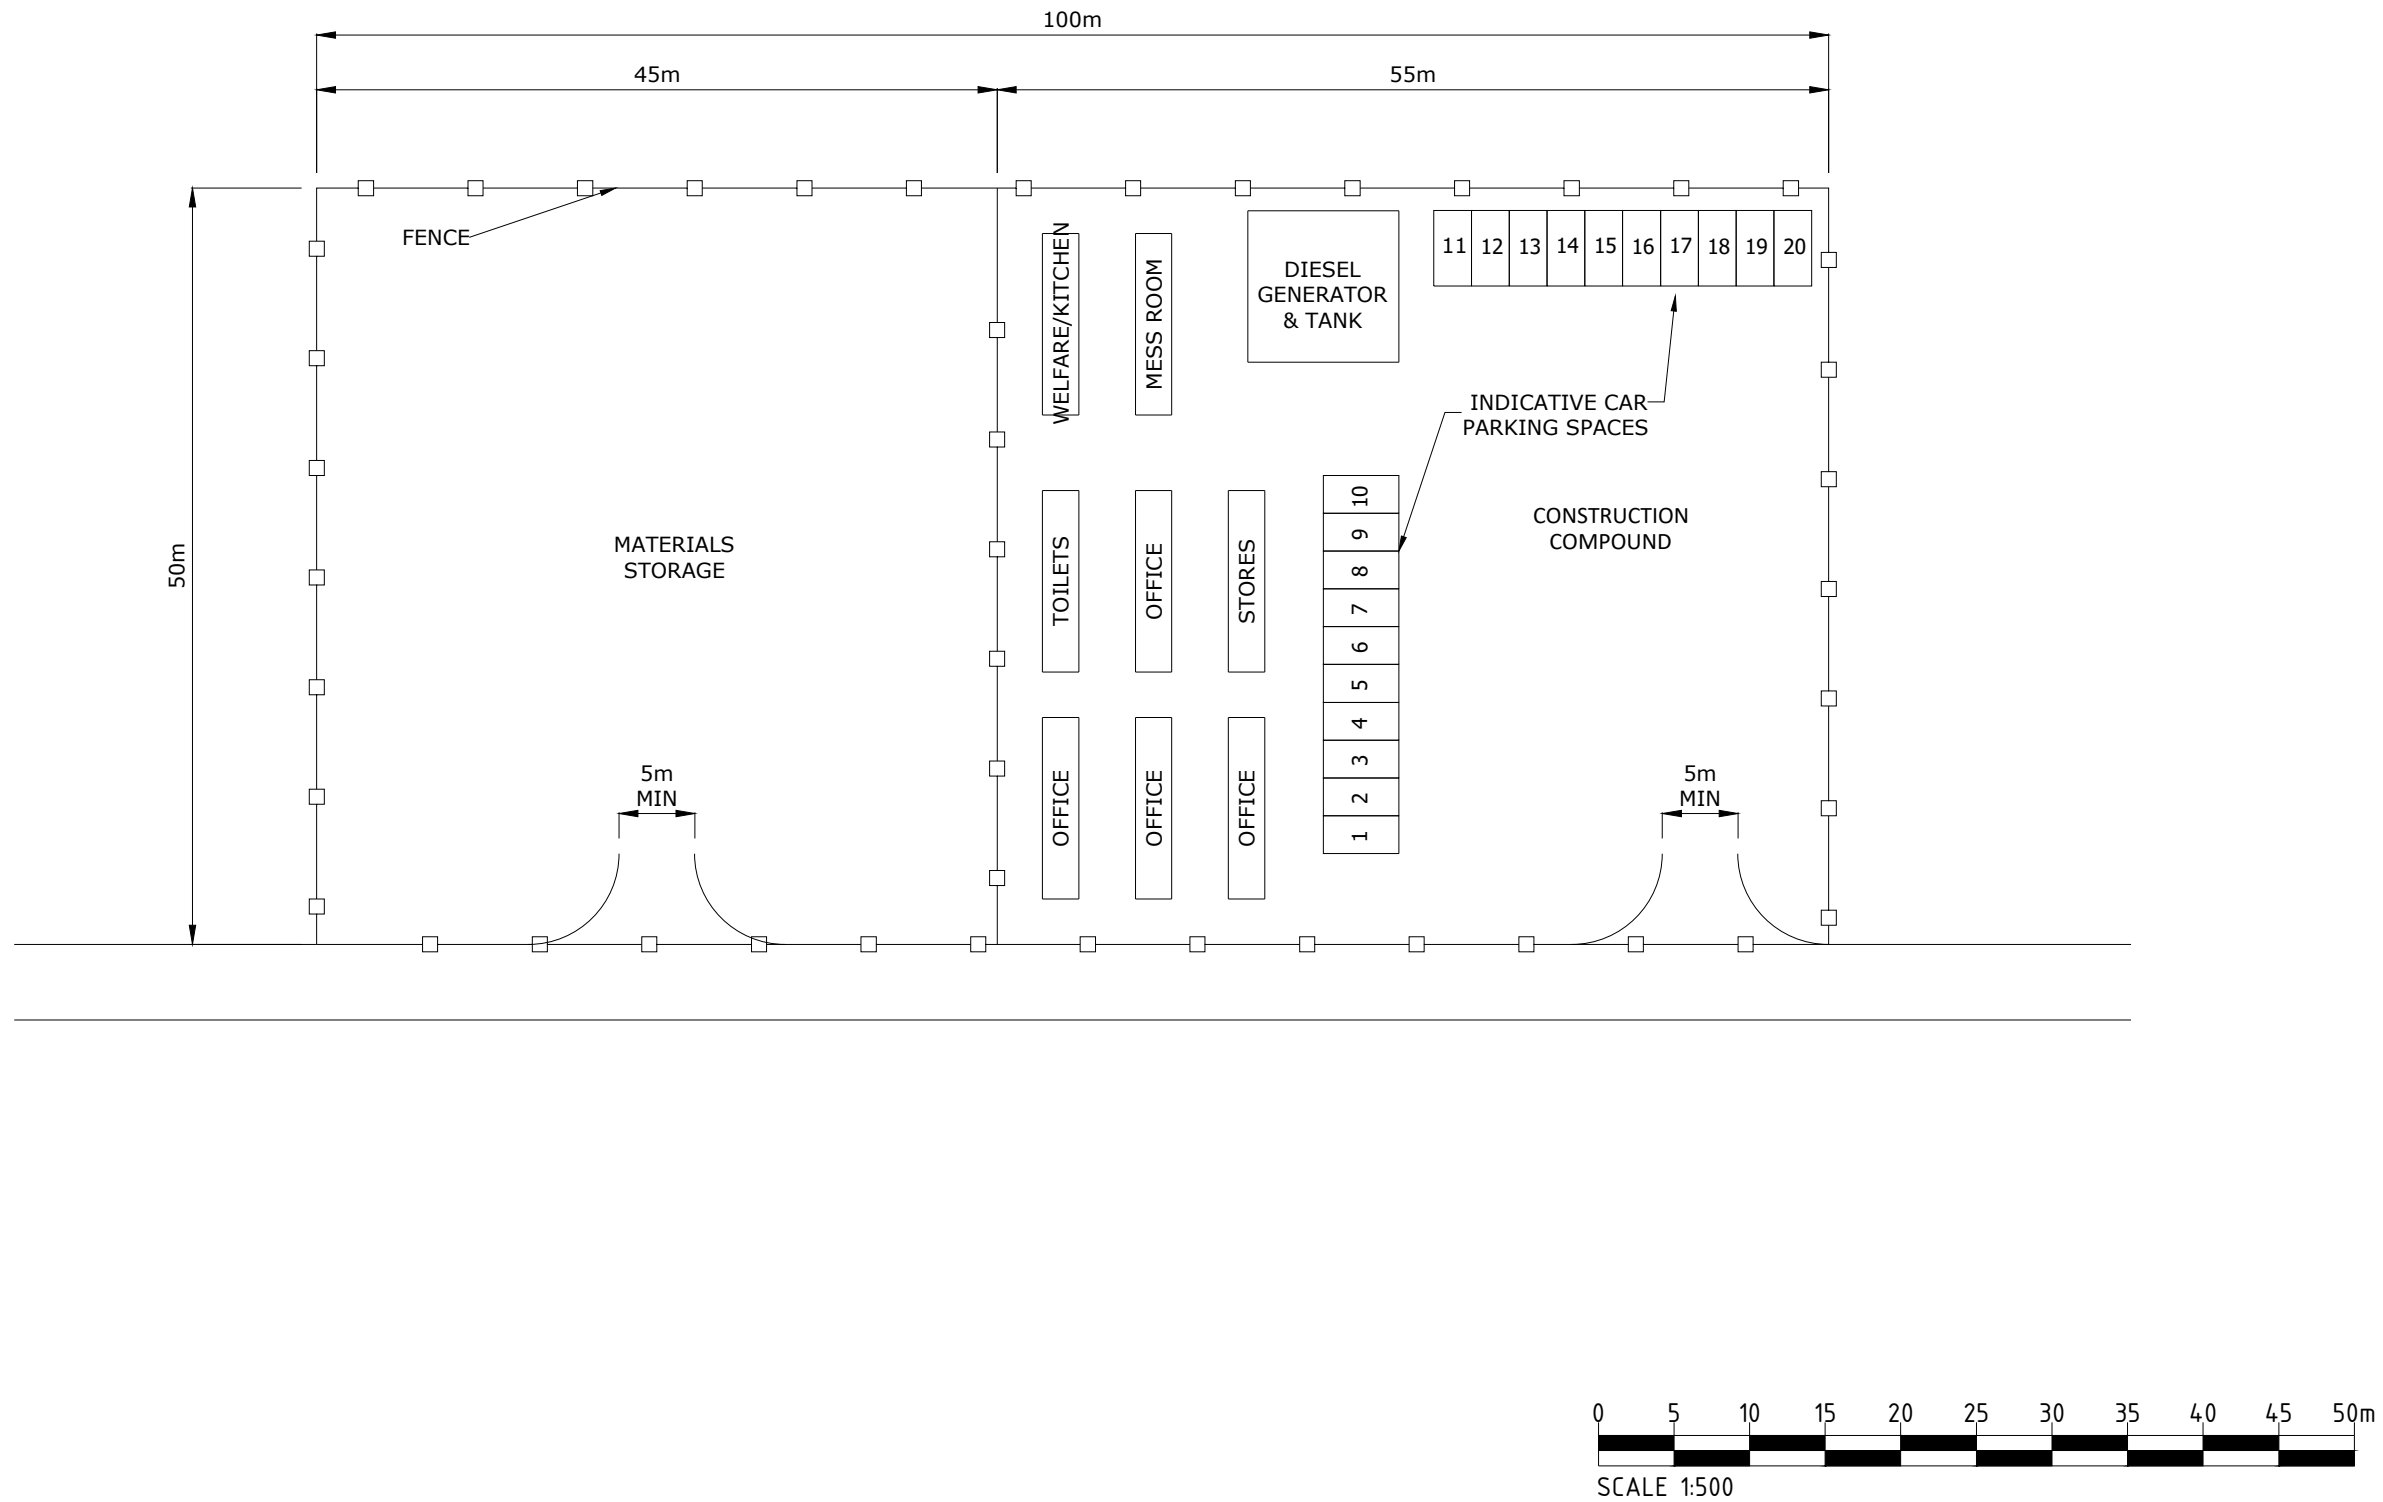 100m
45m
55m
FENCE
50m
MATERIALS
STORAGE
5m
MIN
WELFARE/KITCHEN
MESS ROOM
DIESEL
GENERATOR
& TANK
11 12 13 14 15 16 17 18 19 20
INDICATIVE CAR
PARKING SPACES
TOILETS
OFFICE
STORES
10
9
8
7
6
5
4
3
2
1
CONSTRUCTION
COMPOUND
OFFICE
OFFICE
OFFICE
5m
MIN
0 5 10 15 20 25 30 35 40 45 50m
SCALE 1:500